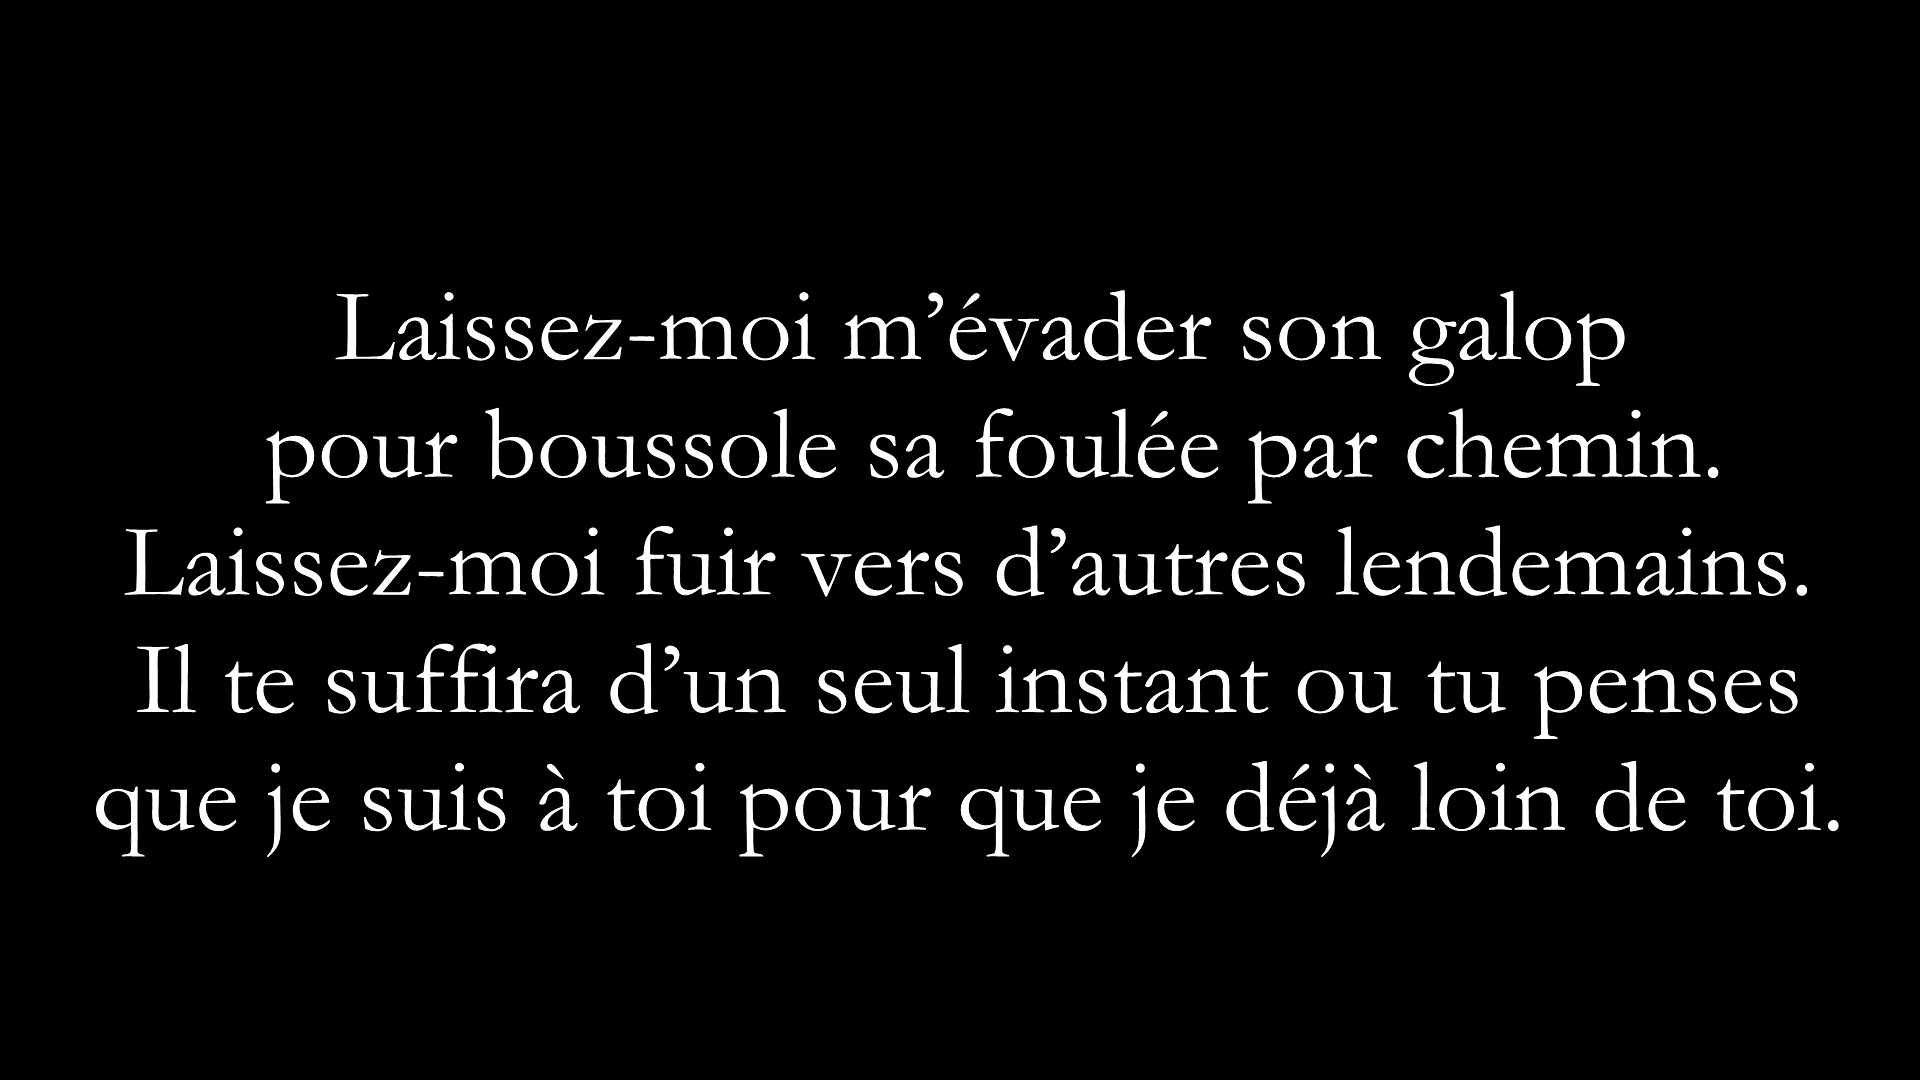 Laissez-moi m’évader son galop
pour boussole sa foulée par chemin.
Laissez-moi fuir vers d’autres lendemains.
Il te suffira d’un seul instant ou tu penses
que je suis à toi pour que je déjà loin de toi.